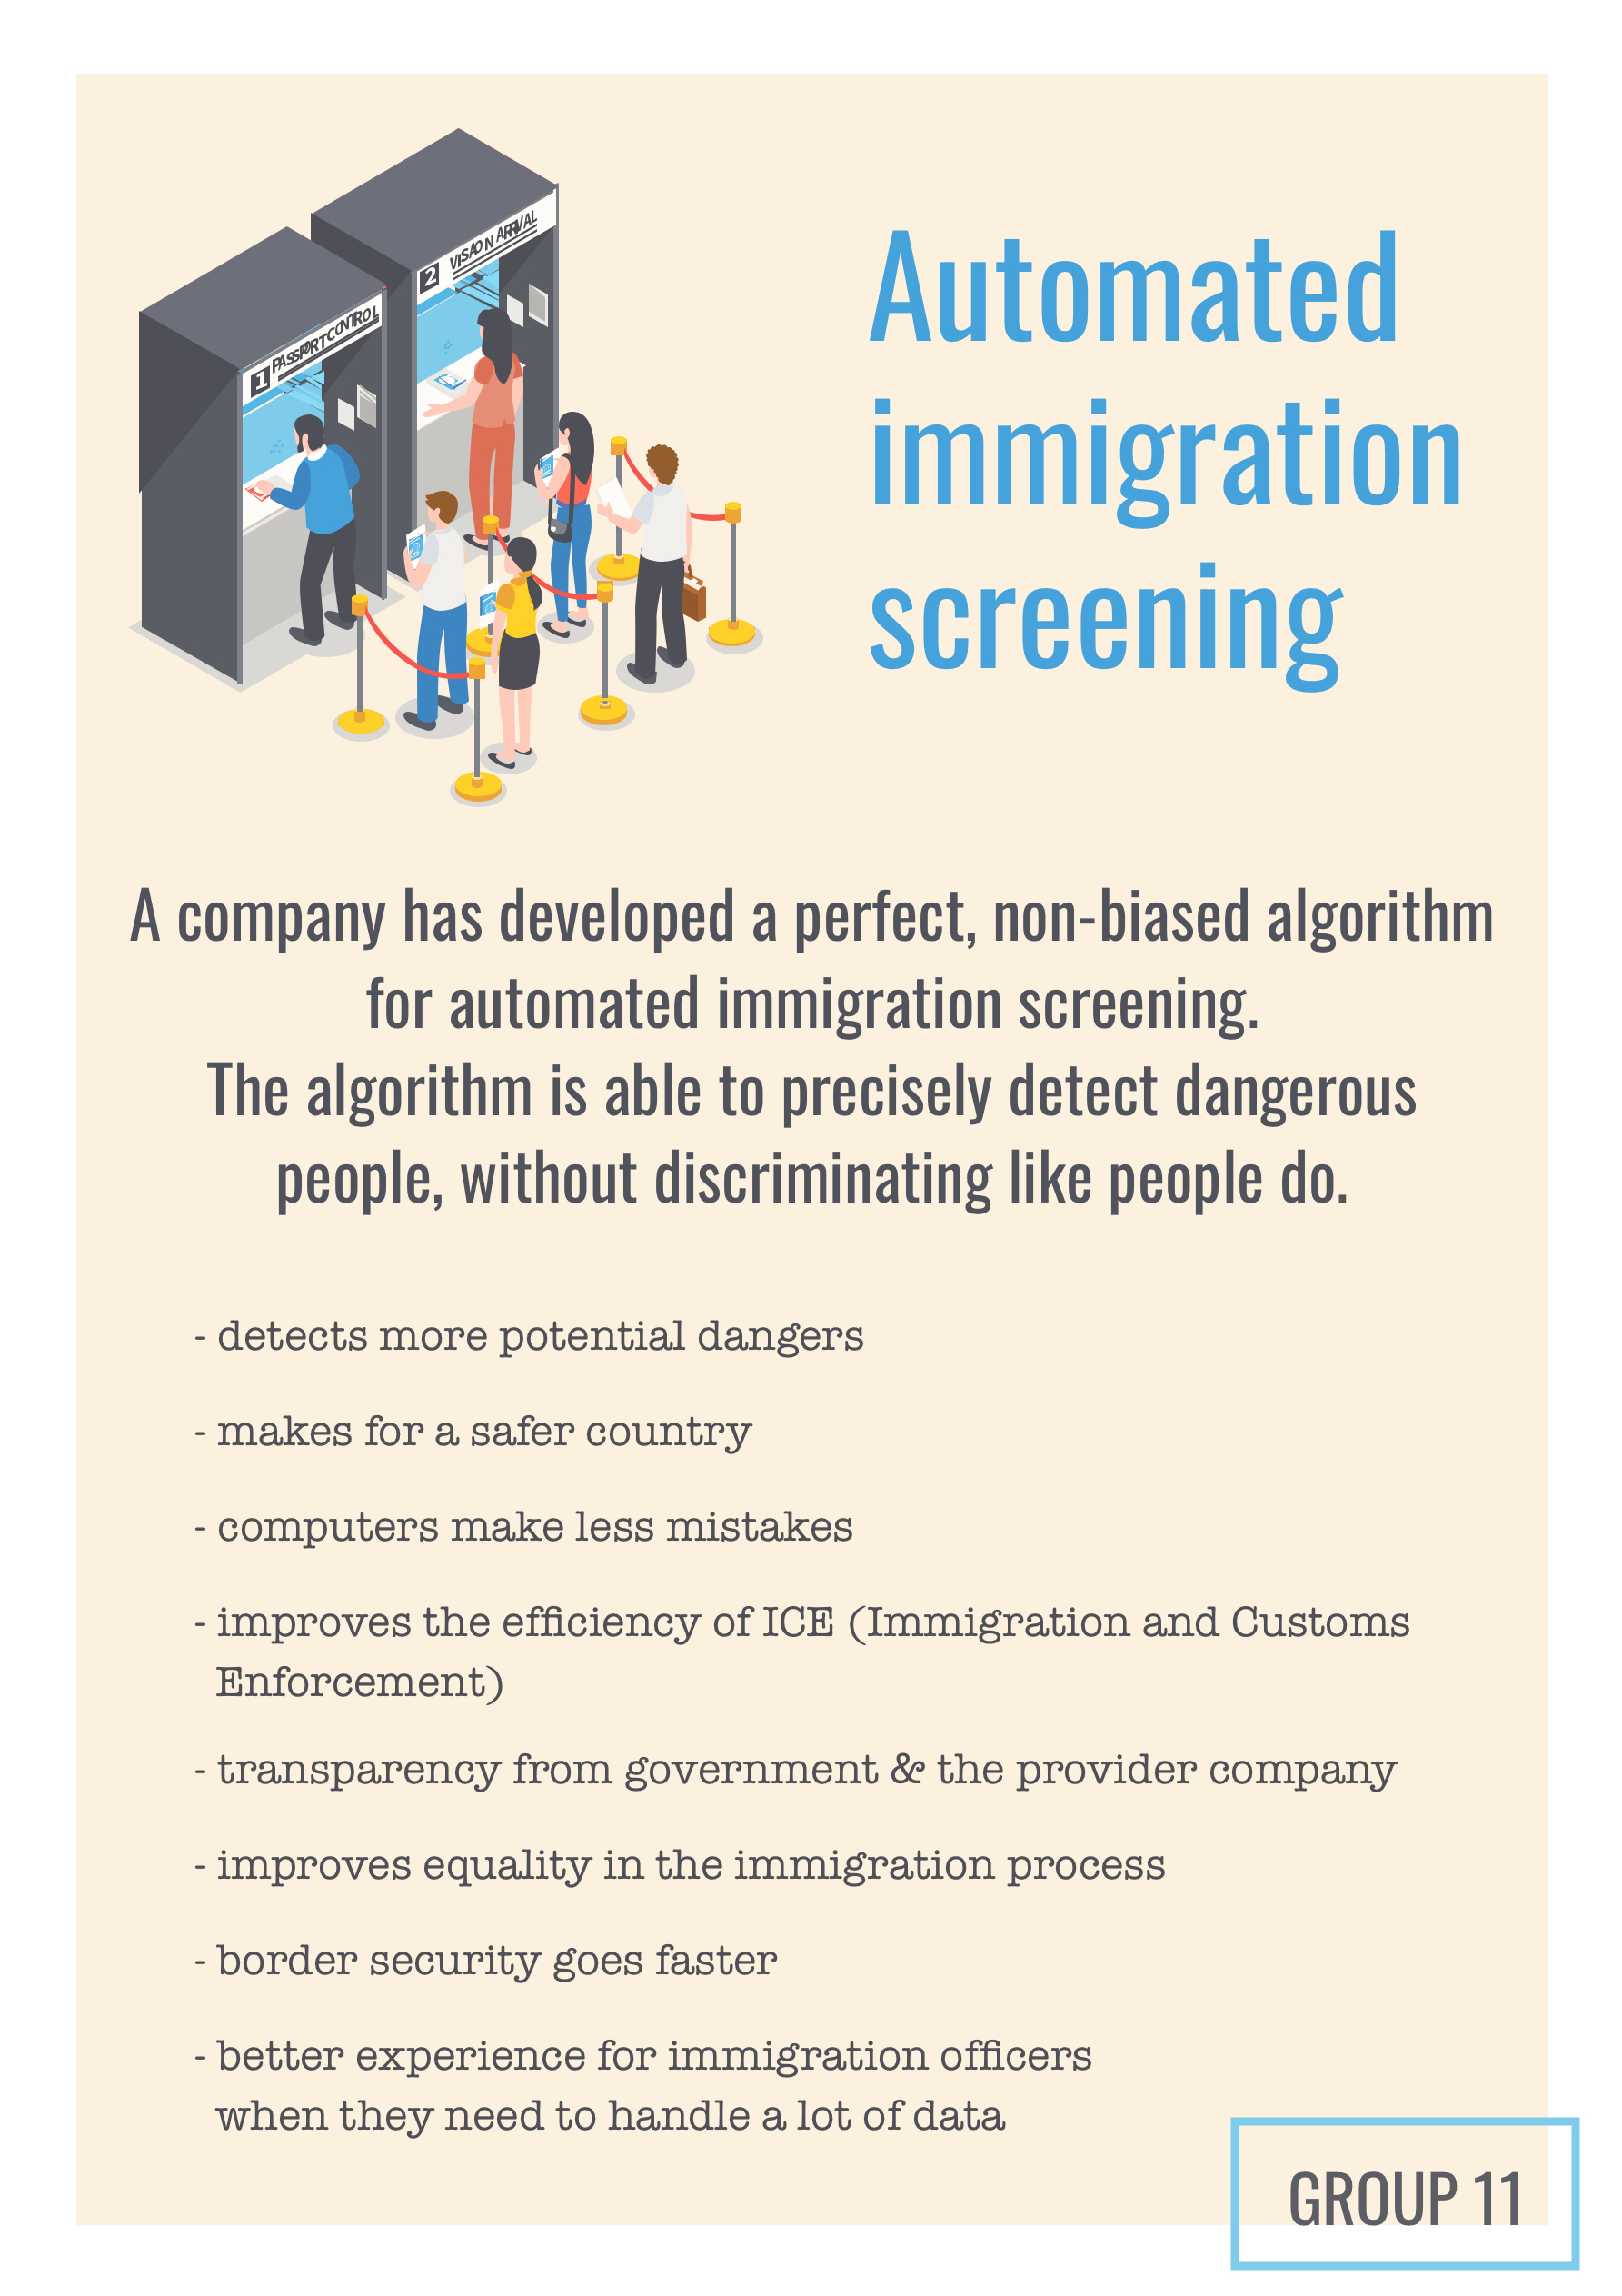 1 PASSPORT CONTROL
2 VISA ON ARRIVAL
Automated
immigration
screening
A company has developed a perfect, non-biased algorithm
for automated immigration screening.
The algorithm is able to precisely detect dangerous
people, without discriminating like people do.
- detects more potential dangers
- makes for a safer country
- computers make less mistakes
- improves the efficiency of ICE (Immigration and Customs
Enforcement)
- transparency from government & the provider company
- improves equality in the immigration process
- border security goes faster
- better experience for immigration officers
when they need to handle a lot of data
GROUP 11